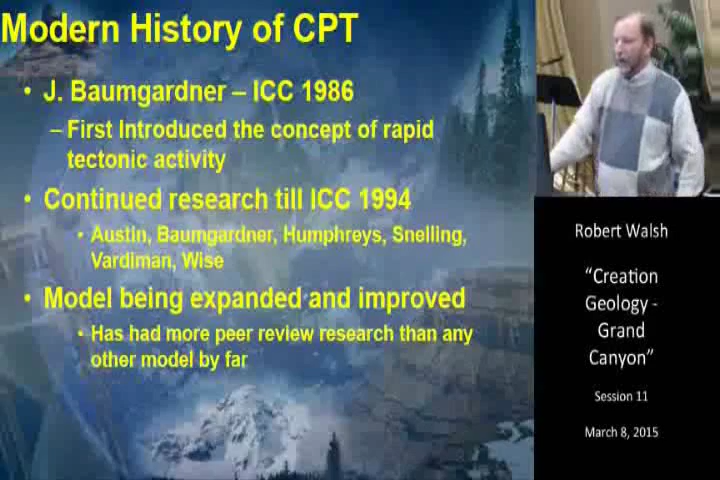 Modern History of CPT
• J. Baumgardner – ICC 1986
– First Introduced the concept of rapid
tectonic activity
• Continued research till ICC 1994
• Austin, Baumgardner, Humphreys, Snelling,
Vardiman, Wise
• Model being expanded and improved
• Has had more peer review research than any
other model by far
Robert Walsh
“Creation
Geology -
Grand
Canyon”
Session 11
March 8, 2015